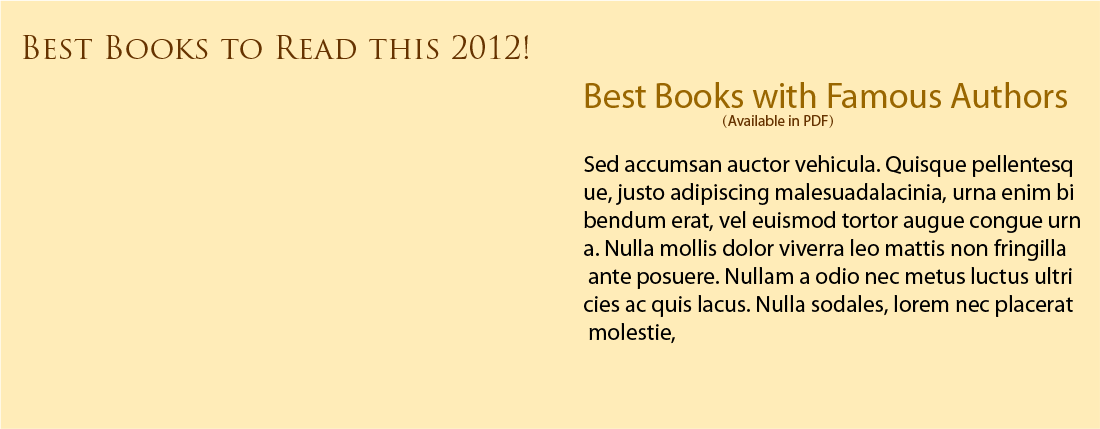 Best Books to Read this 2012!
Best Books with Famous Authors
(Available in PDF)
Sed accumsan auctor vehicula. Quisque pellentesq
ue, justo adipiscing malesuadalacinia, urna enim bi
bendum erat, vel euismod tortor augue congue urn
a. Nulla mollis dolor viverra leo mattis non fringilla
ante posuere. Nullam a odio nec metus luctus ultri
cies ac quis lacus. Nulla sodales, lorem nec placerat
molestie,